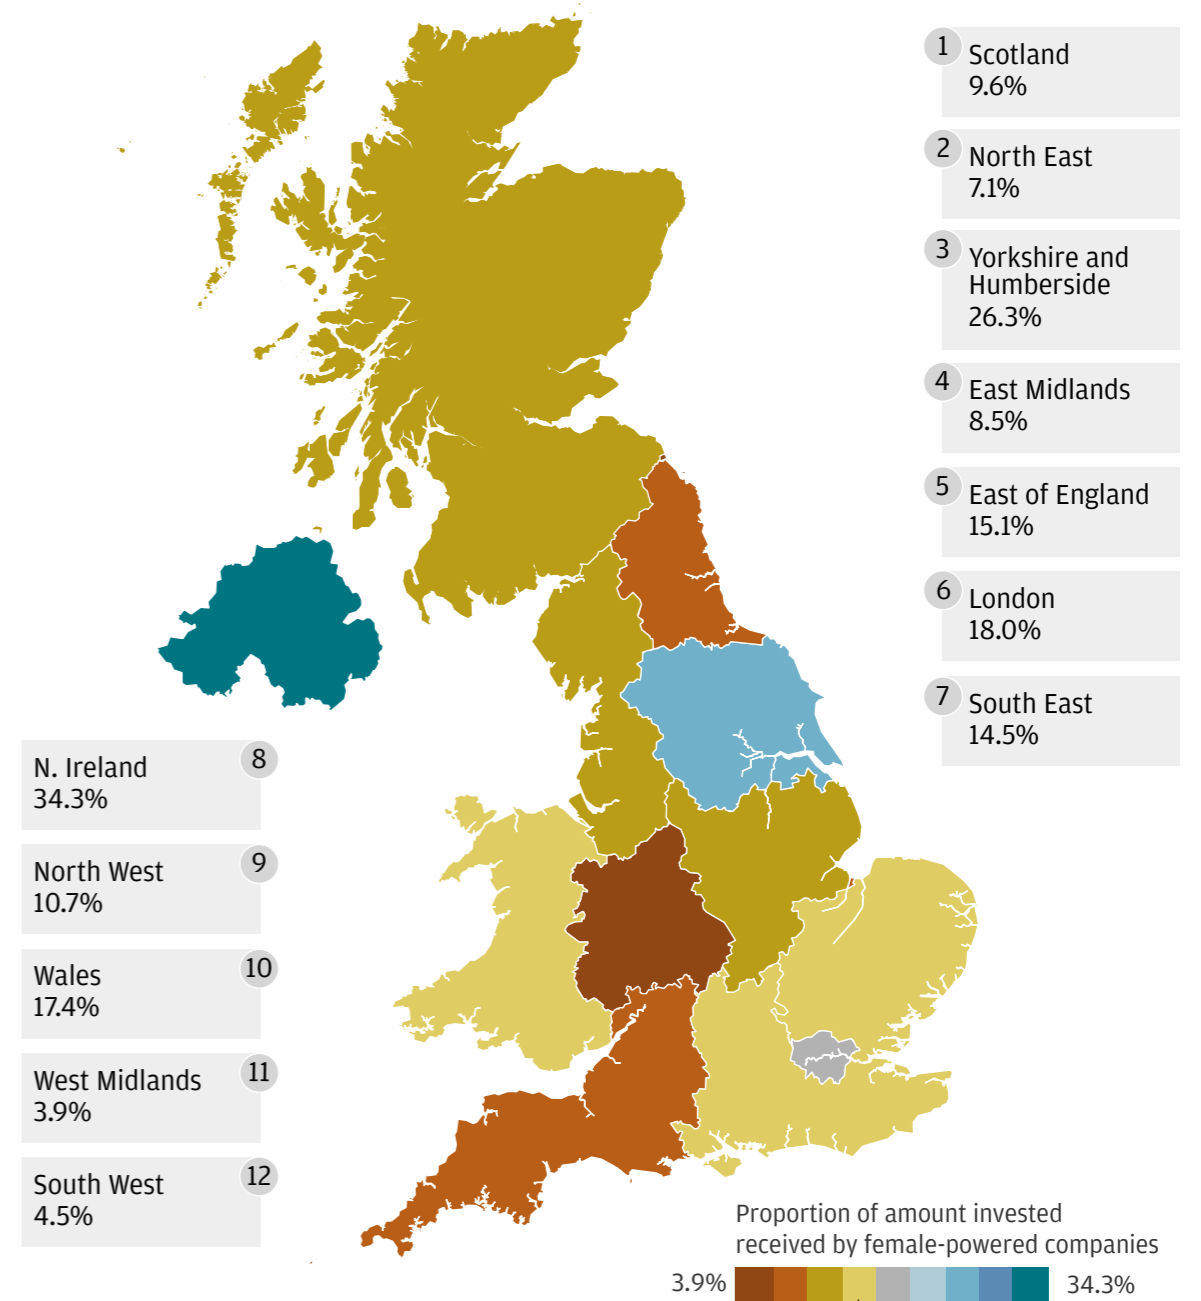 1
Scotland
9.6%
2
North East
7.1%
3
Yorkshire and
Humberside
26.3%
4
East Midlands
8.5%
5
East of England
15.1%
6
London
18.0%
7
South East
14.5%
N. Ireland
8
34.3%
North West
9
10.7%
Wales
10
17.4%
West Midlands
11
3.9%
South West
12
4.5%
Proportion of amount invested
received by female-powered companies
3.9% 34.3%